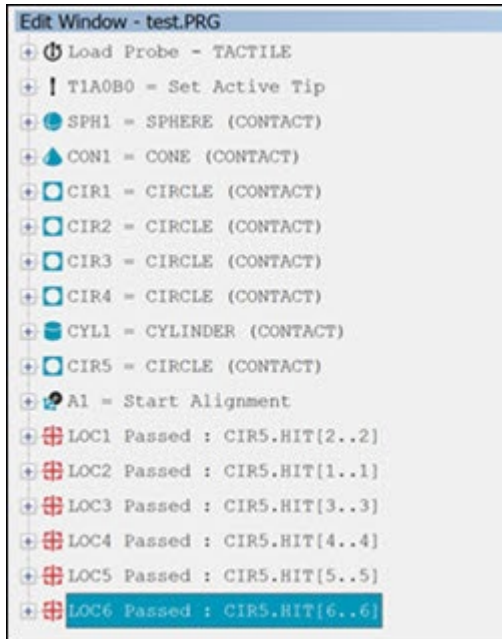 Edit Window - test.PRG
Load Probe - TACTILE
T1A0B0 = Set Active Tip
SPH1 = SPHERE (CONTACT)
CON1 = CONE (CONTACT)
CIR1 = CIRCLE (CONTACT)
CIR2 = CIRCLE (CONTACT)
CIR3 = CIRCLE (CONTACT)
CIR4 = CIRCLE (CONTACT)
CYL1 = CYLINDER (CONTACT)
CIR5 = CIRCLE (CONTACT)
A1 = Start Alignment
LOC1 Passed : CIR5.HIT[2..2]
LOC2 Passed : CIR5.HIT[1..1]
LOC3 Passed : CIR5.HIT[3..3]
LOC4 Passed : CIR5.HIT[4..4]
LOC5 Passed : CIR5.HIT[5..5]
LOC6 Passed : CIR5.HIT[6..6]